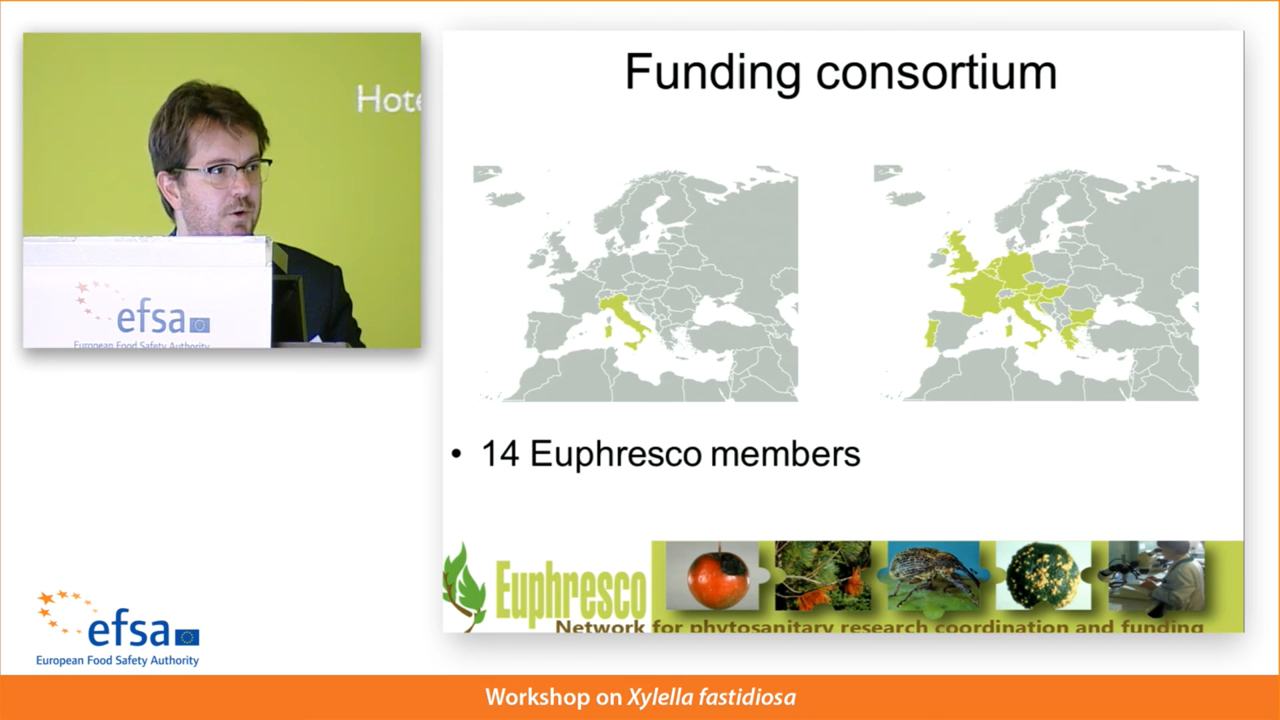 Hote
efsa
European Food Safety Authority
Funding consortium
• 14 Euphresco members
Euphresco
Network for phytosanitary research coordination and funding
efsa
European Food Safety Authority
Workshop on Xylella fastidiosa